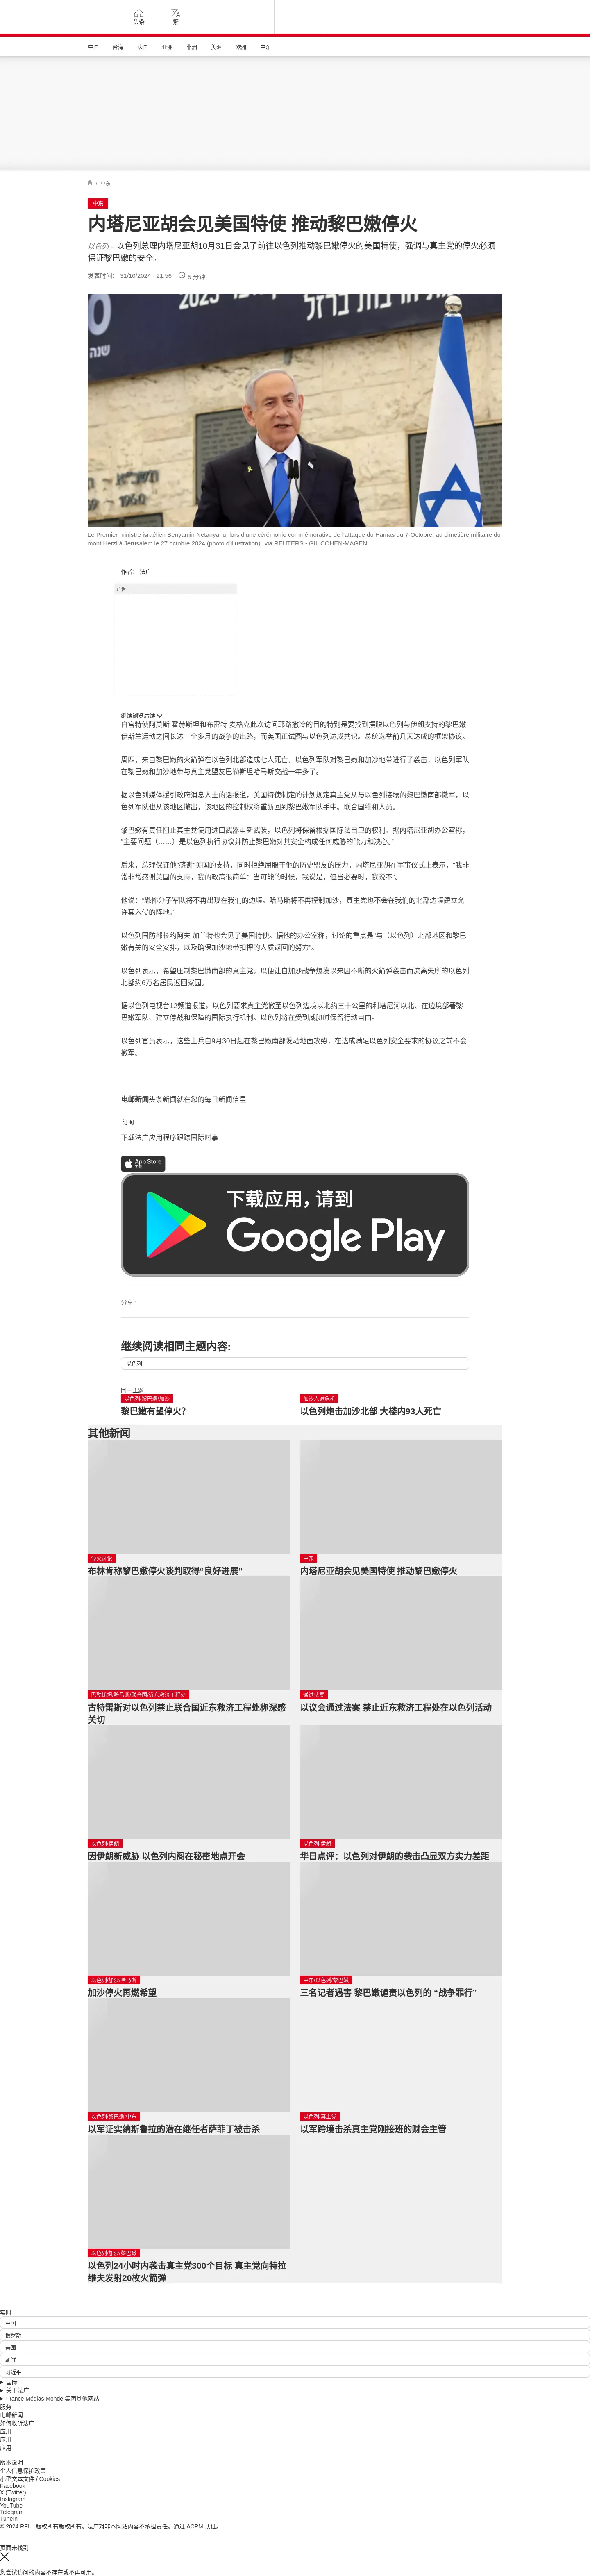 头条
繁
中国 台海 法国 亚洲 非洲 美洲 欧洲 中东
/ 中东
中东
内塔尼亚胡会见美国特使 推动黎巴嫩停火
以色列 – 以色列总理内塔尼亚胡10月31日会见了前往以色列推动黎巴嫩停火的美国特使，强调与真主党的停火必须
保证黎巴嫩的安全。
发表时间： 31/10/2024 - 21:56 5 分钟
Le Premier ministre israélien Benyamin Netanyahu, lors d'une cérémonie commémorative de l'attaque du Hamas du 7-Octobre, au cimetière militaire du
mont Herzl à Jérusalem le 27 octobre 2024 (photo d'illustration). via REUTERS - GIL COHEN-MAGEN
作者： 法广
广告
继续浏览后续
白宫特使阿莫斯·霍赫斯坦和布雷特·麦格克此次访问耶路撒冷的目的特别是要找到摆脱以色列与伊朗支持的黎巴嫩
伊斯兰运动之间长达一个多月的战争的出路，而美国正试图与以色列达成共识。总统选举前几天达成的框架协议。
周四，来自黎巴嫩的火箭弹在以色列北部造成七人死亡，以色列军队对黎巴嫩和加沙地带进行了袭击，以色列军队
在黎巴嫩和加沙地带与真主党盟友巴勒斯坦哈马斯交战一年多了。
据以色列媒体援引政府消息人士的话报道，美国特使制定的计划规定真主党从与以色列接壤的黎巴嫩南部撤军，以
色列军队也从该地区撤出，该地区的控制权将重新回到黎巴嫩军队手中。联合国维和人员。
黎巴嫩有责任阻止真主党使用进口武器重新武装，以色列将保留根据国际法自卫的权利。据内塔尼亚胡办公室称，
“主要问题（……）是以色列执行协议并防止黎巴嫩对其安全构成任何威胁的能力和决心。”
后来，总理保证他“感谢”美国的支持，同时拒绝屈服于他的历史盟友的压力。内塔尼亚胡在军事仪式上表示，“我非
常非常感谢美国的支持，我的政策很简单：当可能的时候，我说是，但当必要时，我说不”。
他说：“恐怖分子军队将不再出现在我们的边境。哈马斯将不再控制加沙，真主党也不会在我们的北部边境建立允
许其入侵的阵地。”
以色列国防部长约阿夫·加兰特也会见了美国特使。据他的办公室称，讨论的重点是“与（以色列）北部地区和黎巴
嫩有关的安全安排，以及确保加沙地带扣押的人质返回的努力”。
以色列表示，希望压制黎巴嫩南部的真主党，以便让自加沙战争爆发以来因不断的火箭弹袭击而流离失所的以色列
北部约6万名居民返回家园。
据以色列电视台12频道报道，以色列要求真主党撤至以色列边境以北约三十公里的利塔尼河以北、在边境部署黎
巴嫩军队、建立停战和保障的国际执行机制。以色列将在受到威胁时保留行动自由。
以色列官员表示，这些士兵自9月30日起在黎巴嫩南部发动地面攻势，在达成满足以色列安全要求的协议之前不会
撤军。
电邮新闻头条新闻就在您的每日新闻信里
订阅
下载法广应用程序跟踪国际时事
App Store
下载
下载应用，请到
Google Play
分享 :
继续阅读相同主题内容:
以色列
同一主题
以色列/黎巴嫩/加沙
黎巴嫩有望停火？
加沙人道危机
以色列炮击加沙北部 大楼内93人死亡
其他新闻
停火讨论
布林肯称黎巴嫩停火谈判取得“良好进展”
中东
内塔尼亚胡会见美国特使 推动黎巴嫩停火
巴勒斯坦/哈马斯/联合国/近东救济工程处
古特雷斯对以色列禁止联合国近东救济工程处称深感
关切
通过法案
以议会通过法案 禁止近东救济工程处在以色列活动
以色列/伊朗
因伊朗新威胁 以色列内阁在秘密地点开会
以色列/伊朗
华日点评：以色列对伊朗的袭击凸显双方实力差距
以色列/加沙/哈马斯
加沙停火再燃希望
中东/以色列/黎巴嫩
三名记者遇害 黎巴嫩谴责以色列的 “战争罪行”
以色列/黎巴嫩/中东
以军证实纳斯鲁拉的潜在继任者萨菲丁被击杀
以色列/真主党
以军跨境击杀真主党刚接班的财会主管
以色列/加沙/黎巴嫩
以色列24小时内袭击真主党300个目标 真主党向特拉
维夫发射20枚火箭弹
实时
中国
俄罗斯
美国
朝鲜
习近平
国际
关于法广
France Médias Monde 集团其他网站
服务
电邮新闻
如何收听法广
应用
应用
应用
版本说明
个人信息保护政策
小型文本文件 / Cookies
Facebook
X (Twitter)
Instagram
YouTube
Telegram
TuneIn
© 2024 RFI – 版权所有版权所有。法广对非本网站内容不承担责任。通过 ACPM 认证。
页面未找到
您尝试访问的内容不存在或不再可用。